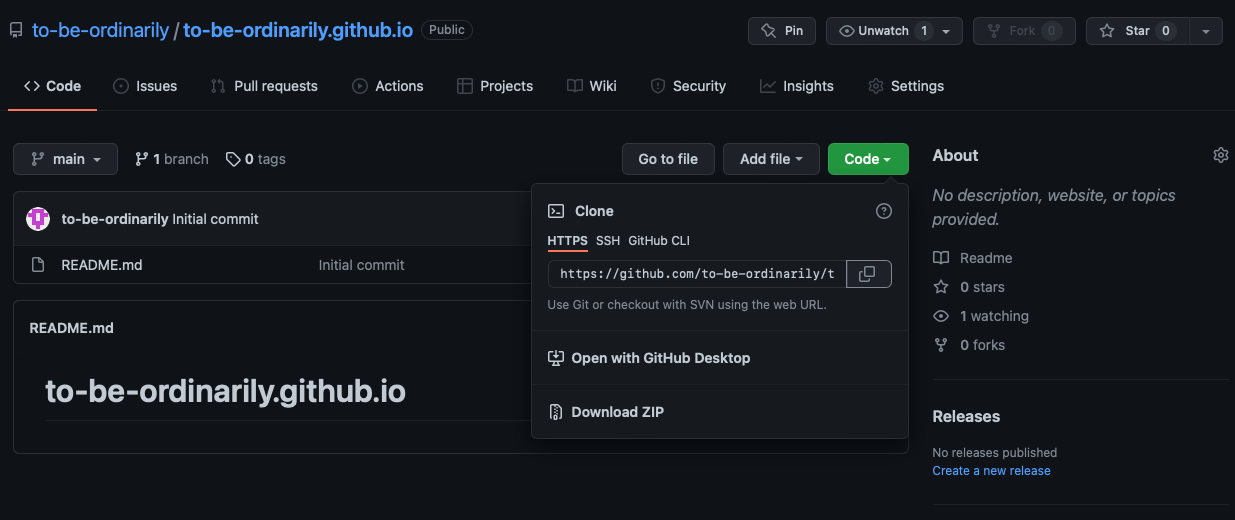 to-be-ordinarily / to-be-ordinarily.github.io Public
Pin
Unwatch 1
Fork 0
Star 0
Code
Issues
Pull requests
Actions
Projects
Wiki
Security
Insights
Settings
main
1 branch
0 tags
Go to file
Add file
Code
to-be-ordinarily Initial commit
README.md Initial commit
README.md
to-be-ordinarily.github.io
Clone
HTTPS SSH GitHub CLI
https://github.com/to-be-ordinarily/t
Use Git or checkout with SVN using the web URL.
Open with GitHub Desktop
Download ZIP
About
No description, website, or topics
provided.
Readme
0 stars
1 watching
0 forks
Releases
No releases published
Create a new release